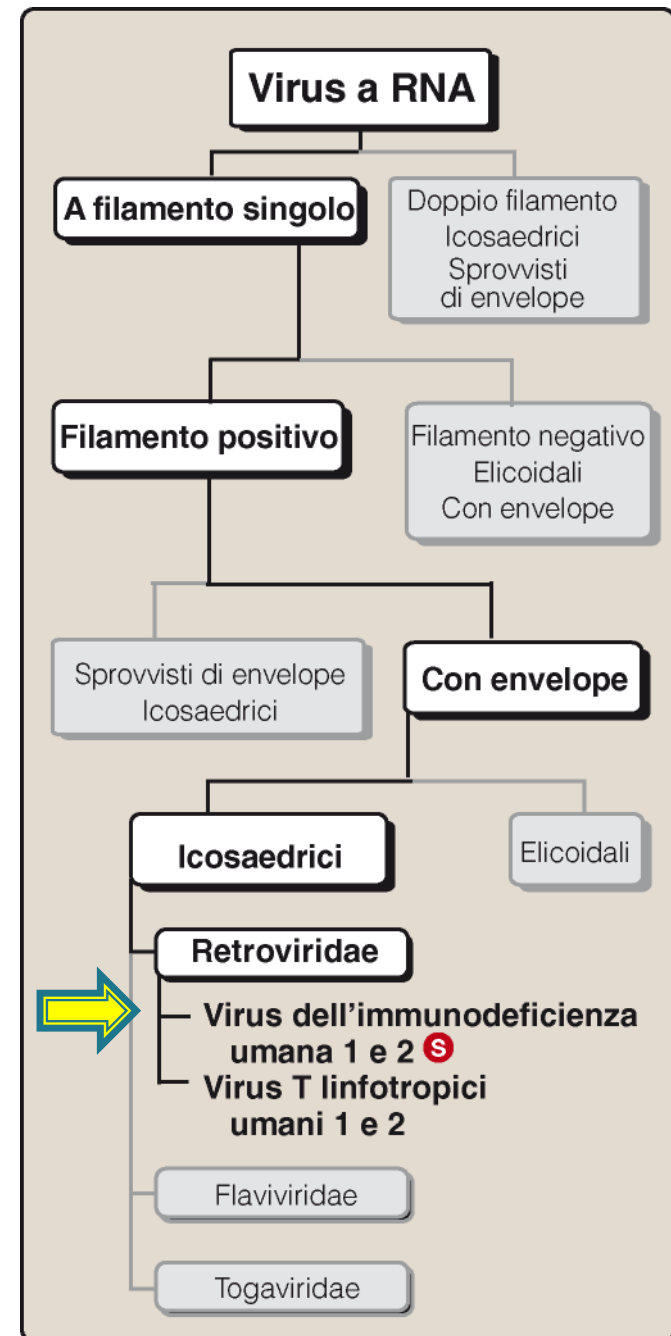 Virus a RNA
A filamento singolo
Doppio filamento
Icosaedrici
Sprovvisti
di envelope
Filamento positivo
Filamento negativo
Elicoidali
Con envelope
Sprovvisti di envelope
Icosaedrici
Con envelope
Icosaedrici
Elicoidali
Retroviridae
Virus dell’immunodeficienza
umana 1 e 2 S
Virus T linfotropici
umani 1 e 2
Flaviviridae
Togaviridae